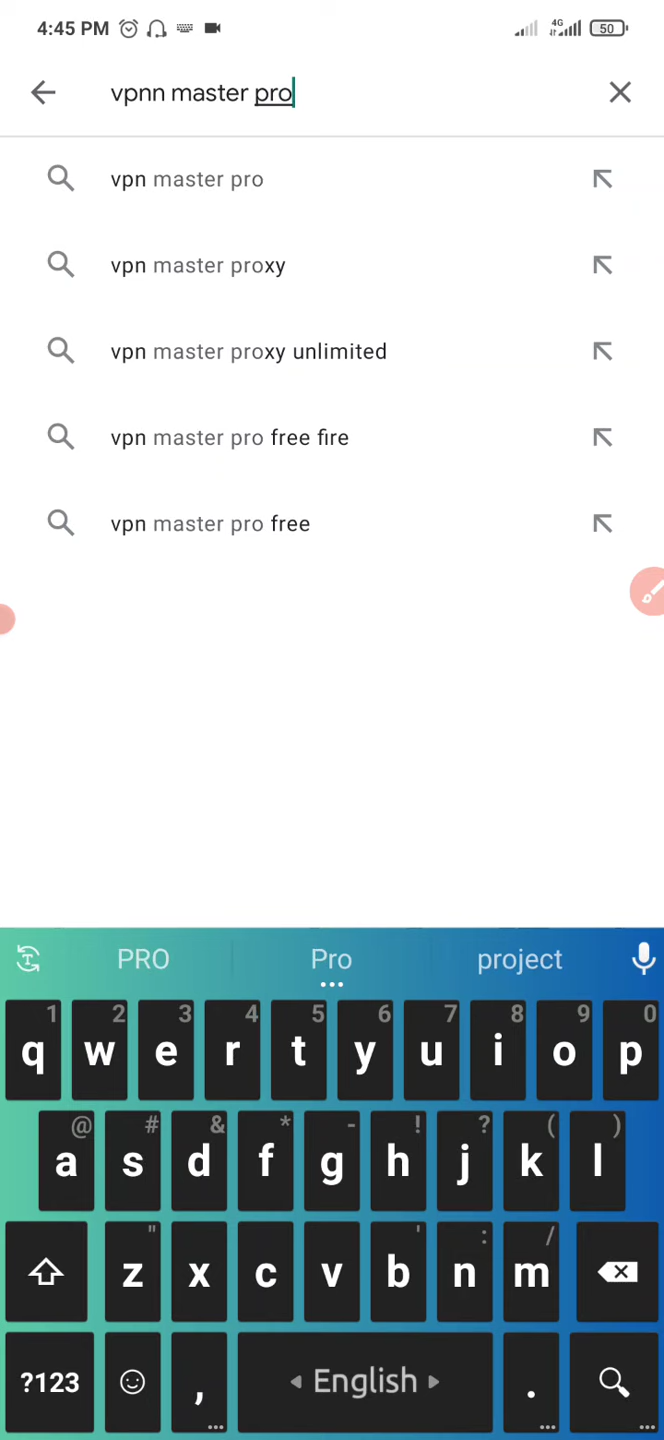 4:45 PM 4G 50
vpnn master pro
vpn master pro
vpn master proxy
vpn master proxy unlimited
vpn master pro free fire
vpn master pro free
PRO Pro project
1 2 3 4 5 6 7 8 9 0
q w e r t y u i o p
@ # & * - ! ? ( )
a s d f g h j k l
" ' : /
z x c v b n m
?123 , English .